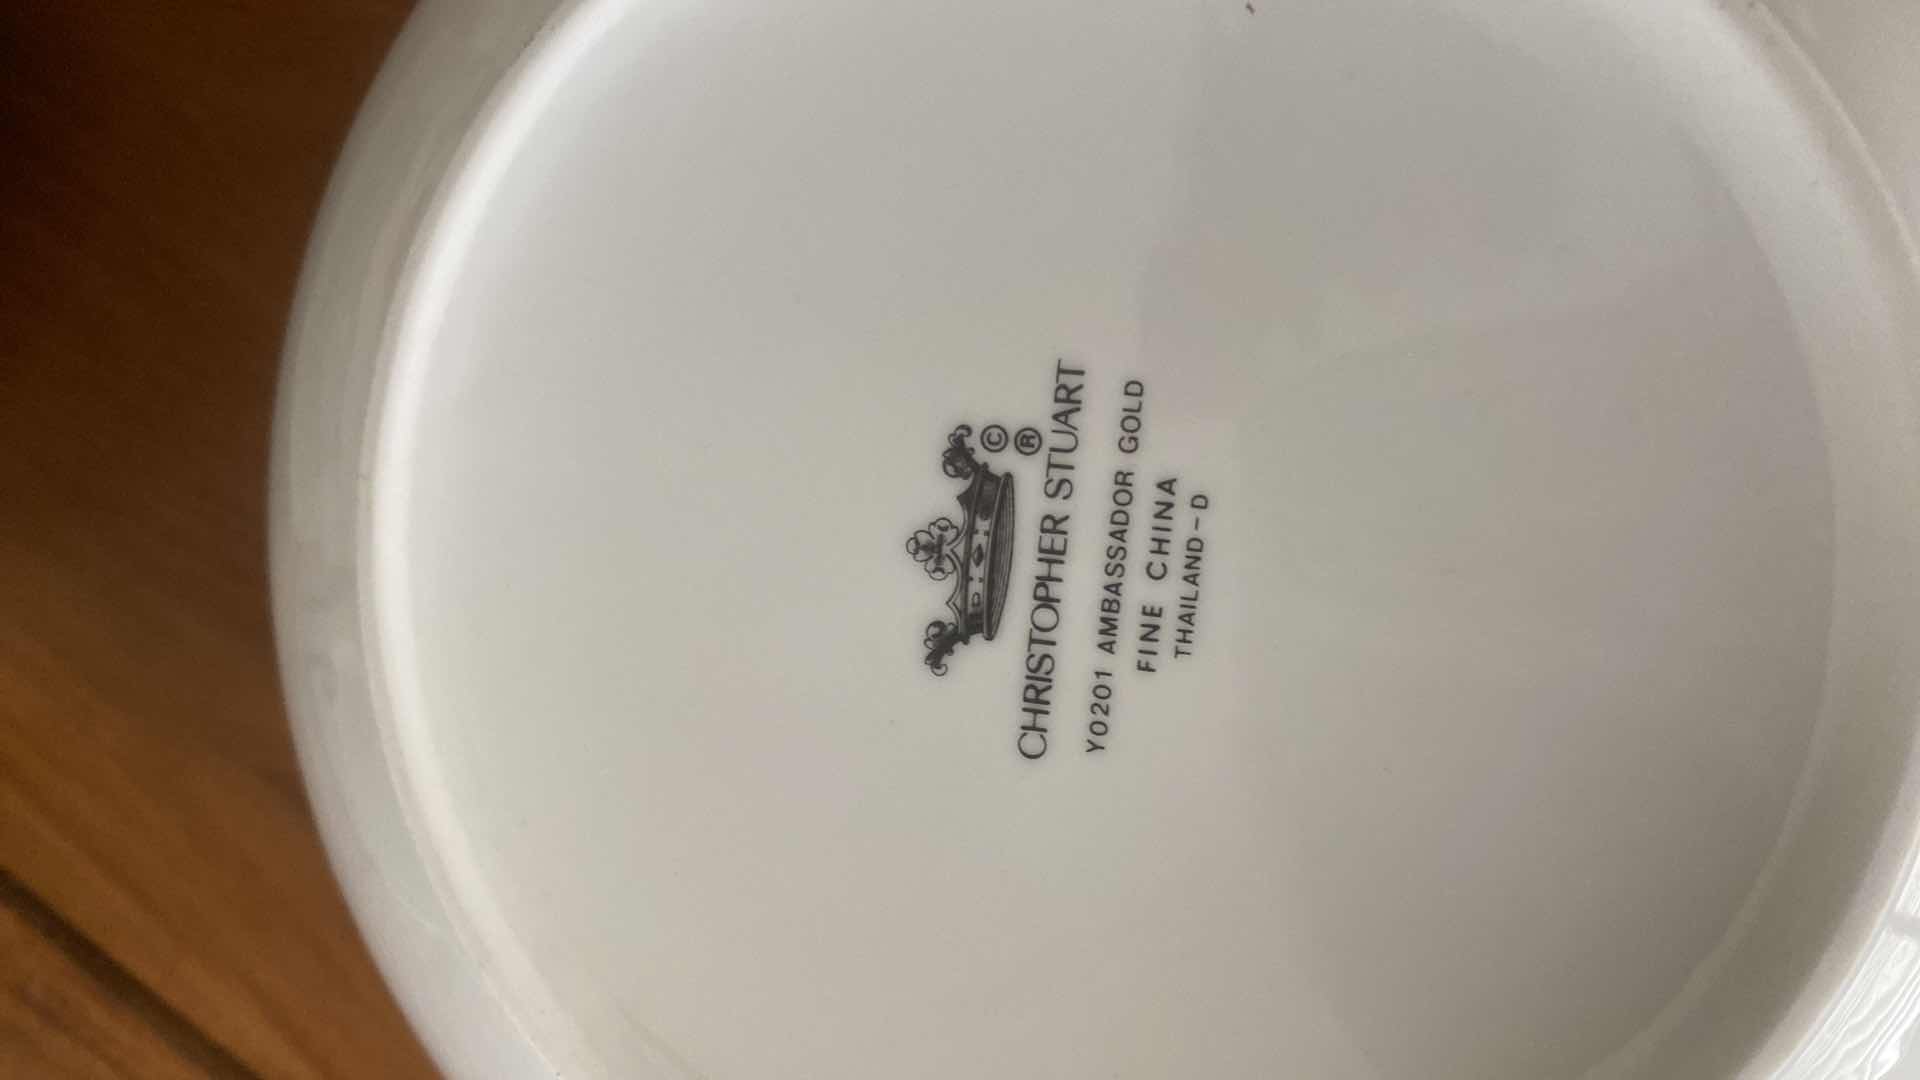 ©
®
CHRISTOPHER STUART
Y0201 AMBASSADOR GOLD
FINE CHINA
THAILAND-D